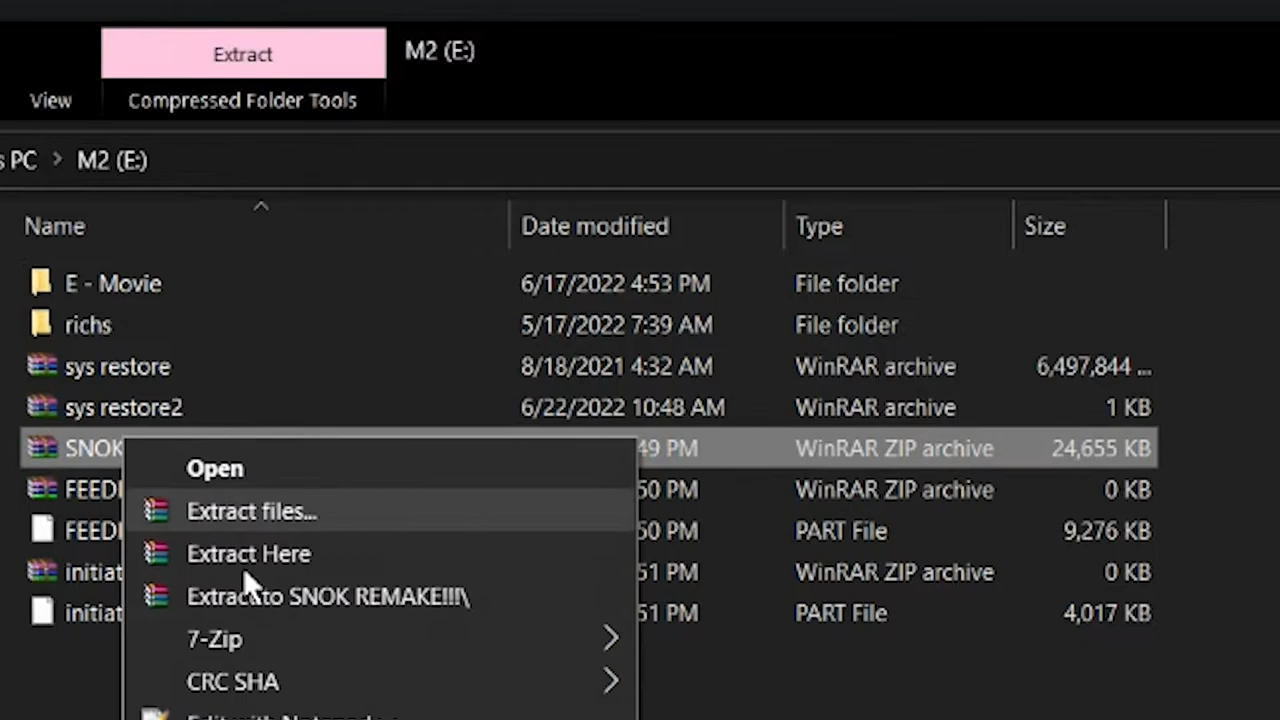 Extract M2 (E:)
View Compressed Folder Tools
s PC > M2 (E:)
Name Date modified Type Size
E - Movie 6/17/2022 4:53 PM File folder
richs 5/17/2022 7:39 AM File folder
sys restore 8/18/2021 4:32 AM WinRAR archive 6,497,844 ...
sys restore2 6/22/2022 10:48 AM WinRAR archive 1 KB
SNOK 49 PM WinRAR ZIP archive 24,655 KB
Open
FEED 50 PM WinRAR ZIP archive 0 KB
Extract files...
FEED 50 PM PART File 9,276 KB
Extract Here
initiat 51 PM WinRAR ZIP archive 0 KB
Extract to SNOK REMAKE!!!\
initiat 51 PM PART File 4,017 KB
7-Zip
CRC SHA
Edit with